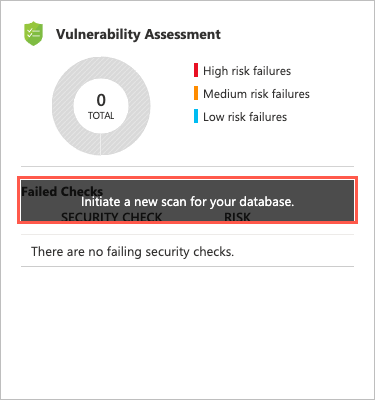 Vulnerability Assessment
0
TOTAL
High risk failures
Medium risk failures
Low risk failures
Failed Checks
Initiate a new scan for your database.
SECURITY CHECK RISK
There are no failing security checks.